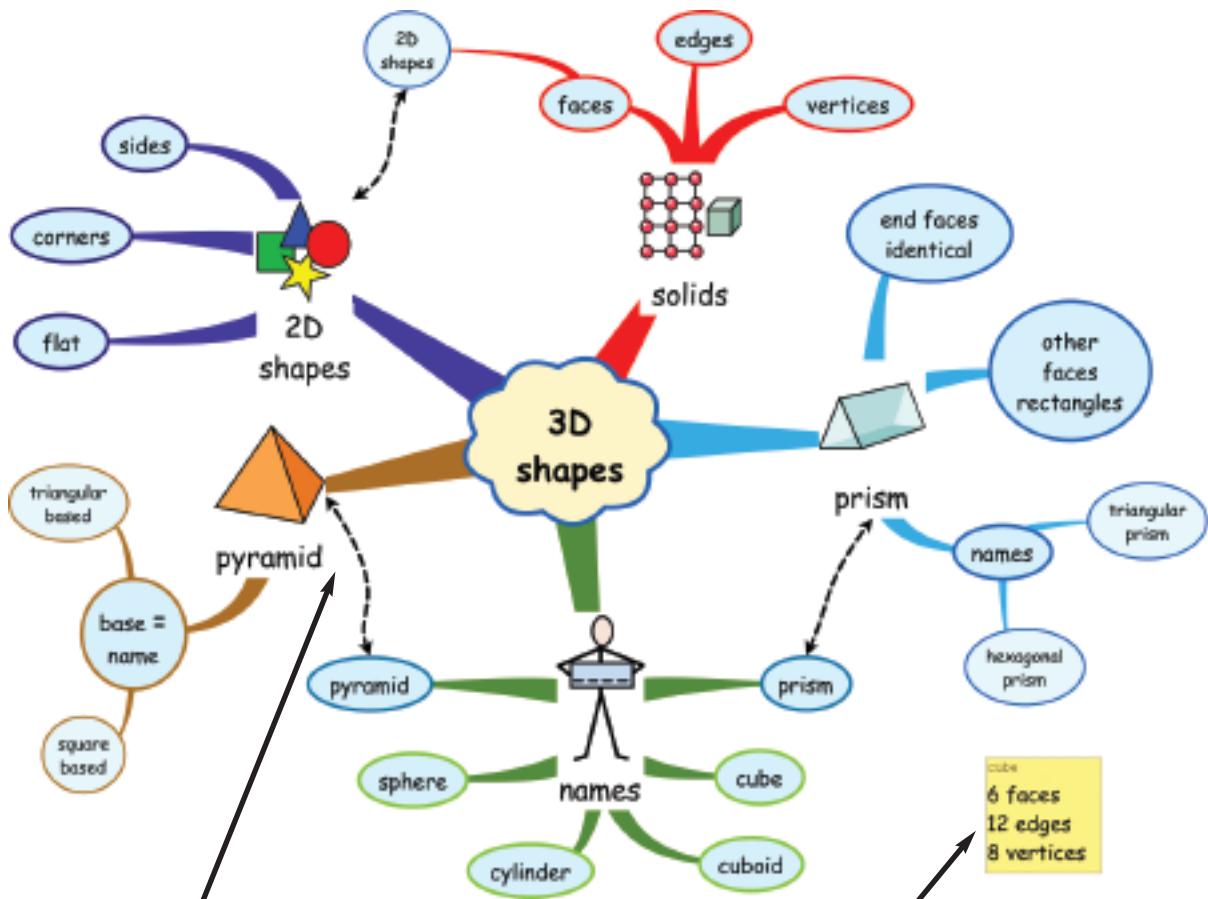 2D
shapes
edges
faces
vertices
sides
corners
flat
2D
shapes
solids
end faces
identical
other
faces
rectangles
3D
shapes
prism
names
triangular
prism
hexagonal
prism
triangular
based
pyramid
base =
name
square
based
pyramid
prism
sphere
names
cube
cylinder
cuboid
cube
6 faces
12 edges
8 vertices